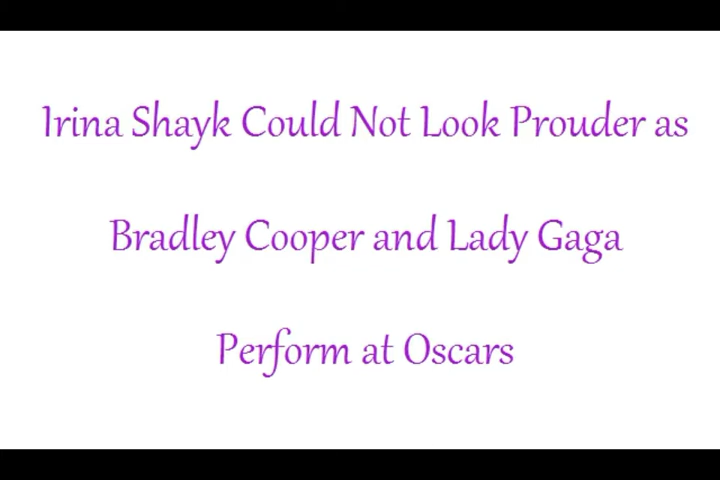 Irina Shayk Could Not Look Prouder as
Bradley Cooper and Lady Gaga
Perform at Oscars